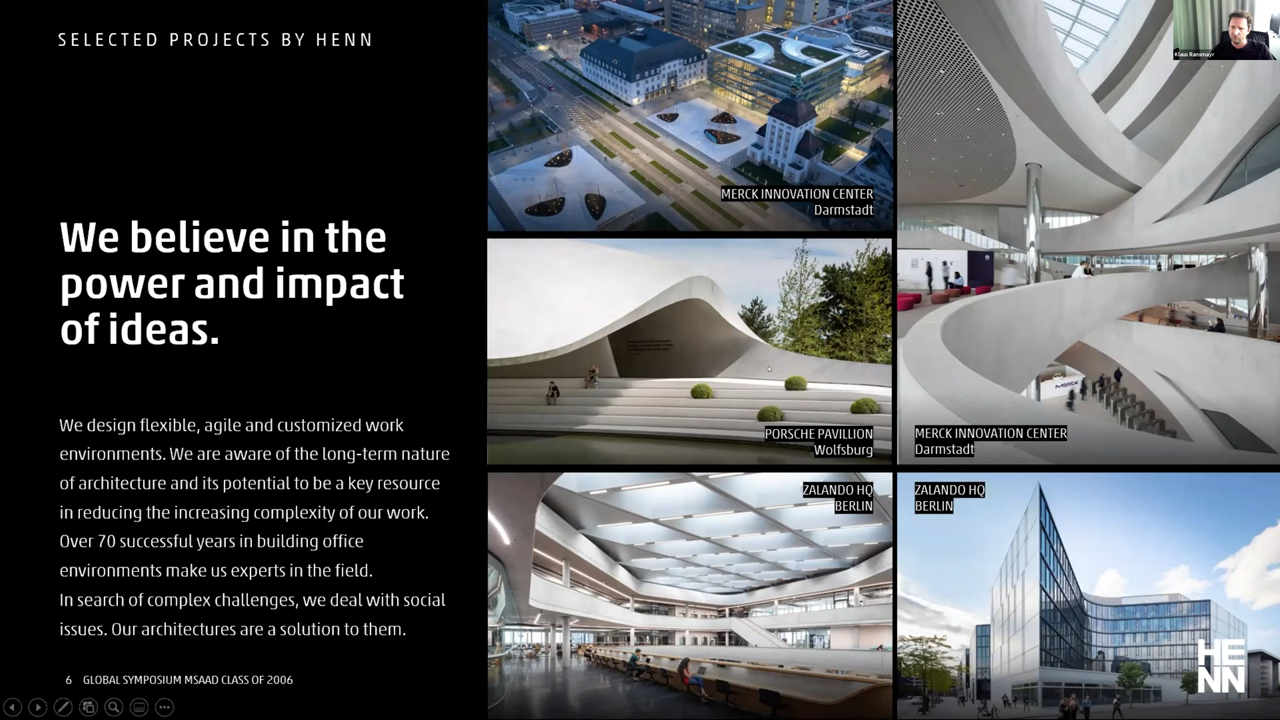 SELECTED PROJECTS BY HENN
We believe in the
power and impact
of ideas.
We design flexible, agile and customized work
environments. We are aware of the long-term nature
of architecture and its potential to be a key resource
in reducing the increasing complexity of our work.
Over 70 successful years in building office
environments make us experts in the field.
In search of complex challenges, we deal with social
issues. Our architectures are a solution to them.
6 GLOBAL SYMPOSIUM MSAAD CLASS OF 2006
MERCK INNOVATION CENTER
Darmstadt
PORSCHE PAVILLION
Wolfsburg
ZALANDO HQ
BERLIN
Klaus Ransmayr
MERCK
MERCK INNOVATION CENTER
Darmstadt
ZALANDO HQ
BERLIN
HE
NN